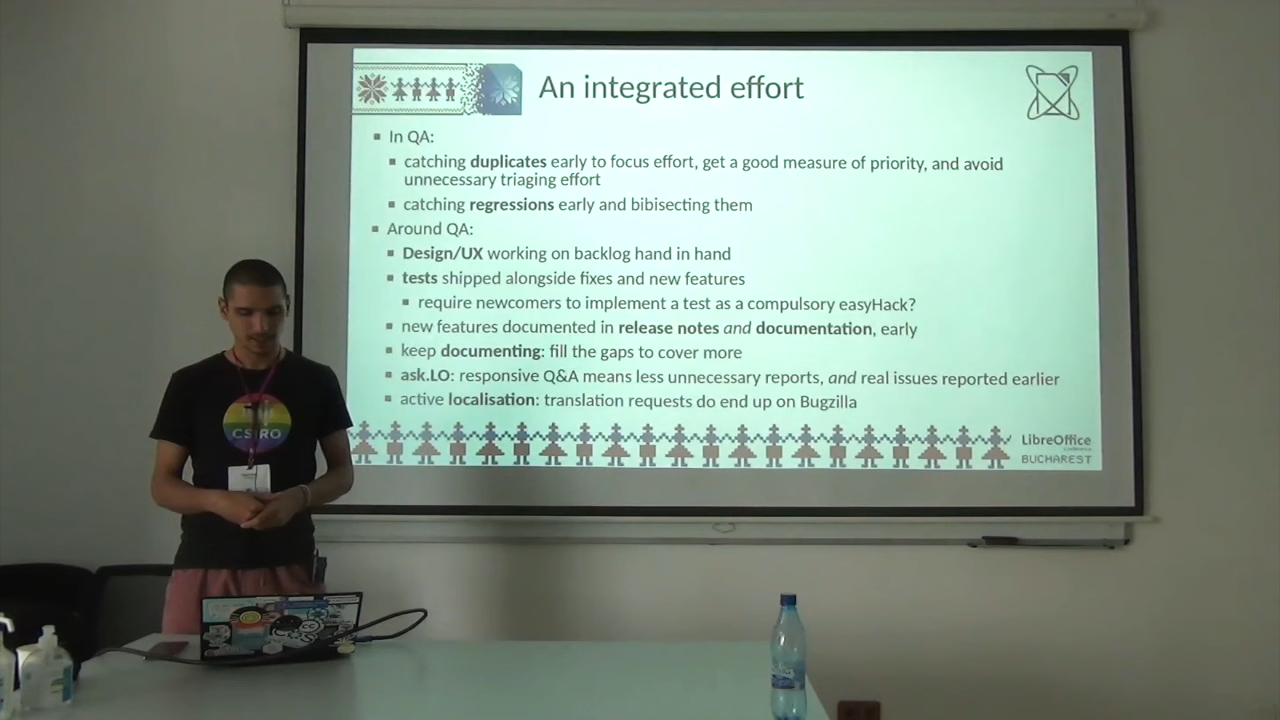 An integrated effort
In QA:
catching duplicates early to focus effort, get a good measure of priority, and avoid
unnecessary triaging effort
catching regressions early and bibisecting them
Around QA:
Design/UX working on backlog hand in hand
tests shipped alongside fixes and new features
require newcomers to implement a test as a compulsory easyHack?
new features documented in release notes and documentation, early
keep documenting: fill the gaps to cover more
ask.LO: responsive Q&A means less unnecessary reports, and real issues reported earlier
active localisation: translation requests do end up on Bugzilla
LibreOffice
BUCHAREST
CSIRO